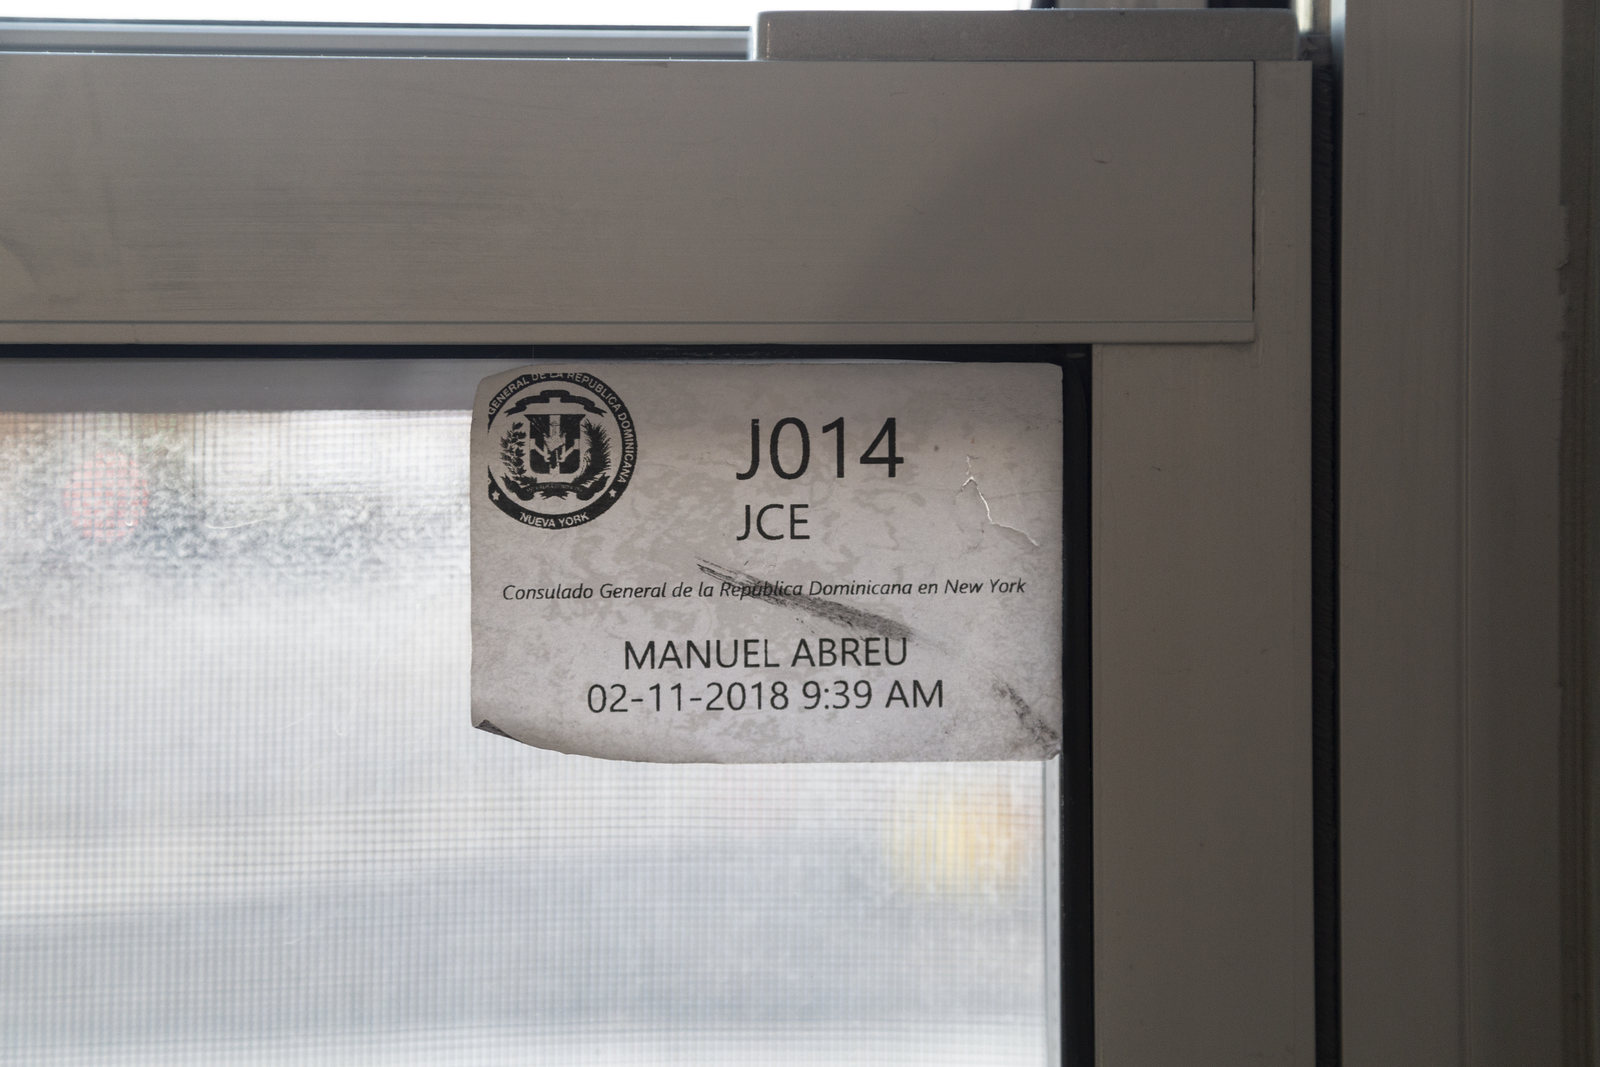 GENERAL DE LA REPÚBLICA DOMINICANA
NUEVA YORK
J014
JCE
Consulado General de la República Dominicana en New York
MANUEL ABREU
02-11-2018 9:39 AM